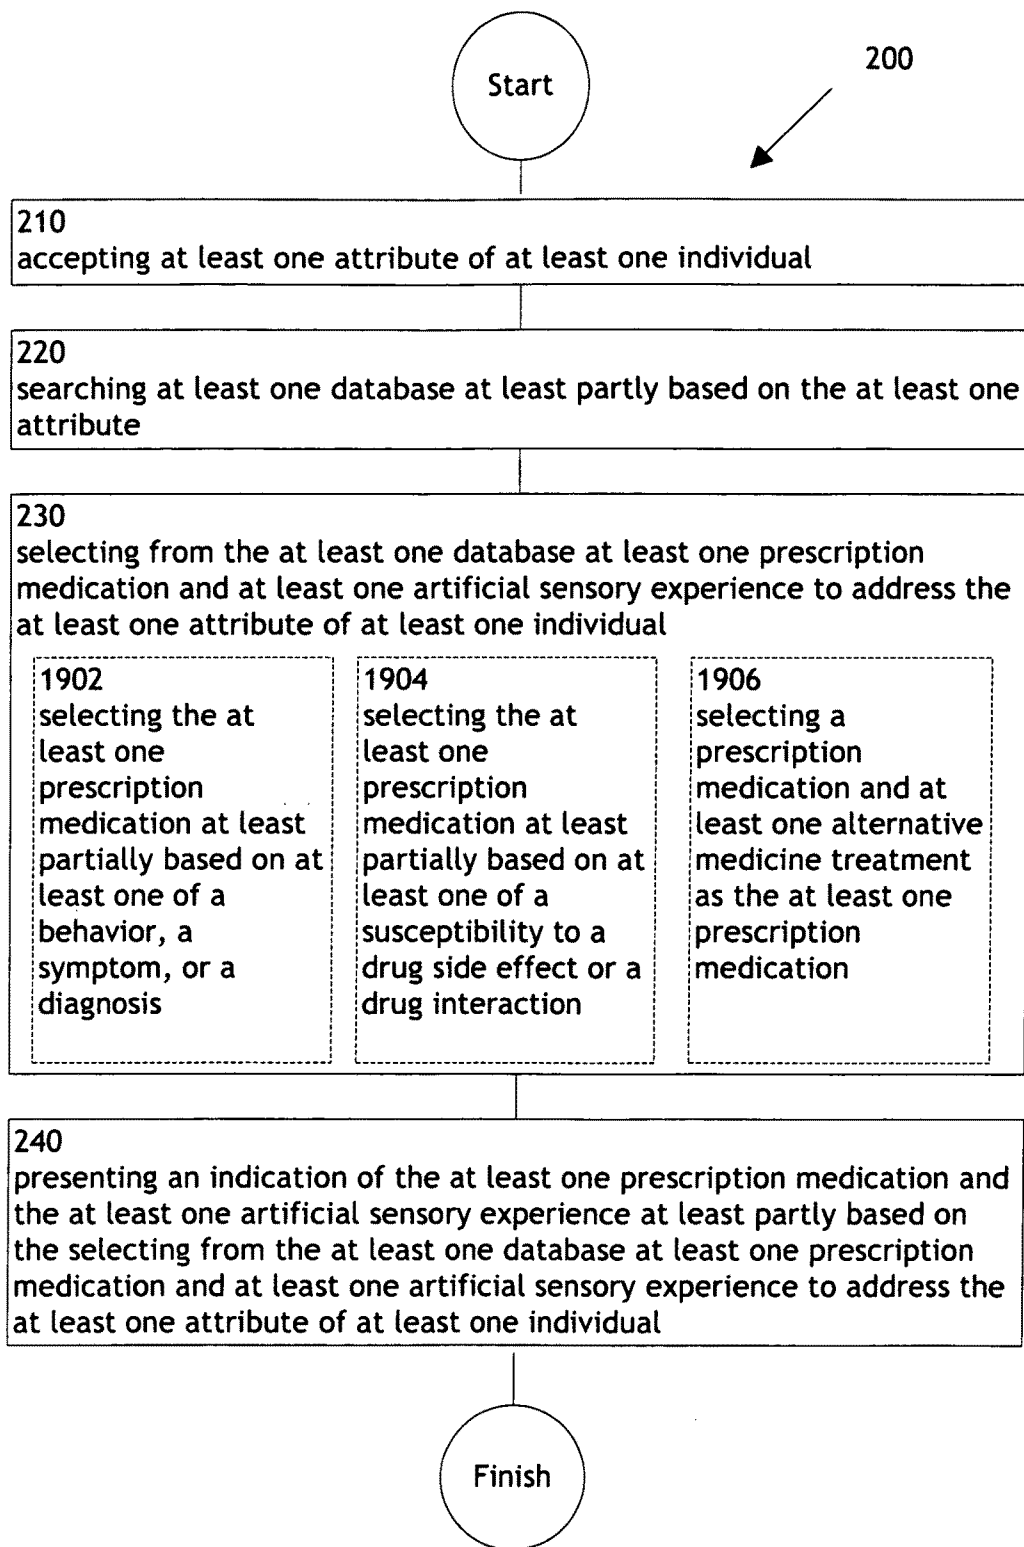 Start
200
210
accepting at least one attribute of at least one individual
220
searching at least one database at least partly based on the at least one
attribute
230
selecting from the at least one database at least one prescription
medication and at least one artificial sensory experience to address the
at least one attribute of at least one individual
1902
selecting the at
least one
prescription
medication at least
partially based on at
least one of a
behavior, a
symptom, or a
diagnosis
1904
selecting the at
least one
prescription
medication at least
partially based on at
least one of a
susceptibility to a
drug side effect or a
drug interaction
1906
selecting a
prescription
medication and at
least one alternative
medicine treatment
as the at least one
prescription
medication
240
presenting an indication of the at least one prescription medication and
the at least one artificial sensory experience at least partly based on
the selecting from the at least one database at least one prescription
medication and at least one artificial sensory experience to address the
at least one attribute of at least one individual
Finish